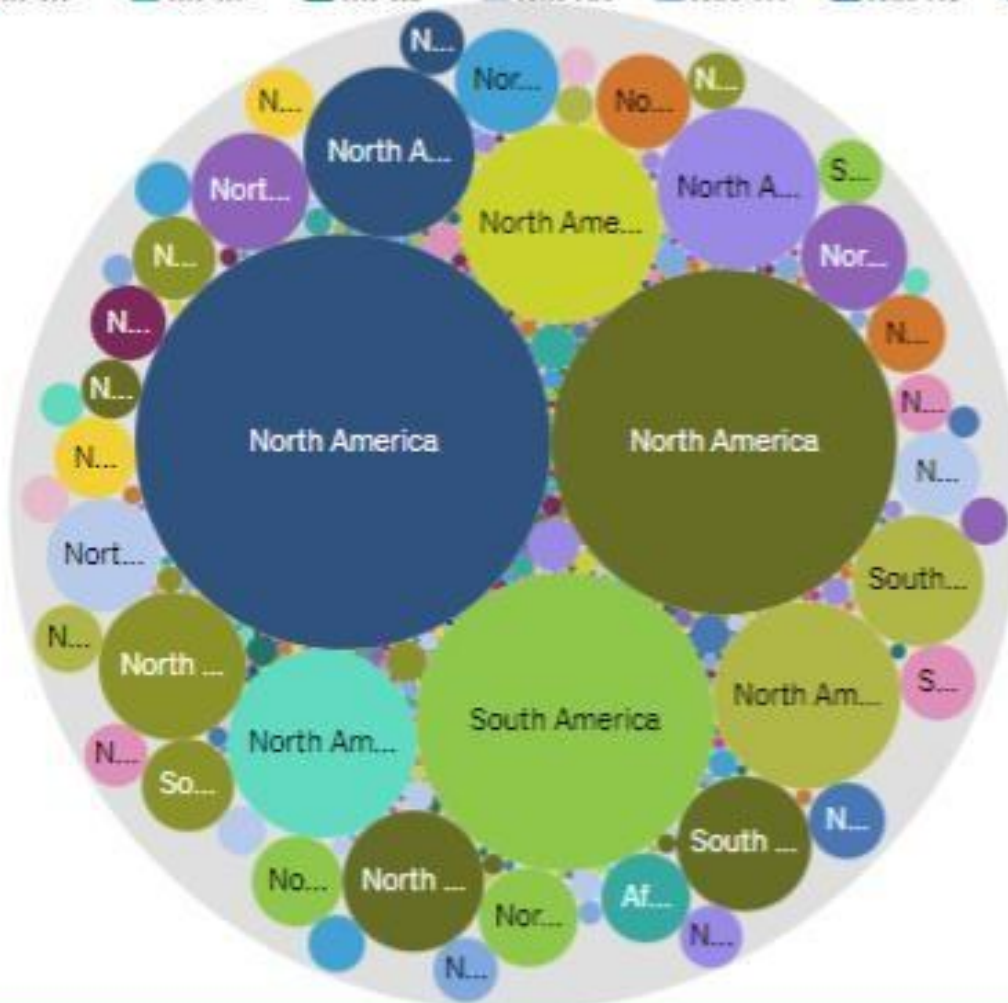 N...
Nor...
N...
No...
N...
North A...
North A...
S...
Nort...
North Ame...
N...
Nor...
N...
N...
N...
N...
North America
North America
N...
N...
Nort...
South...
N...
North ...
S...
North Am...
South America
North Am...
N...
So...
N...
South ...
No...
North ...
Af...
Nor...
N...
N...